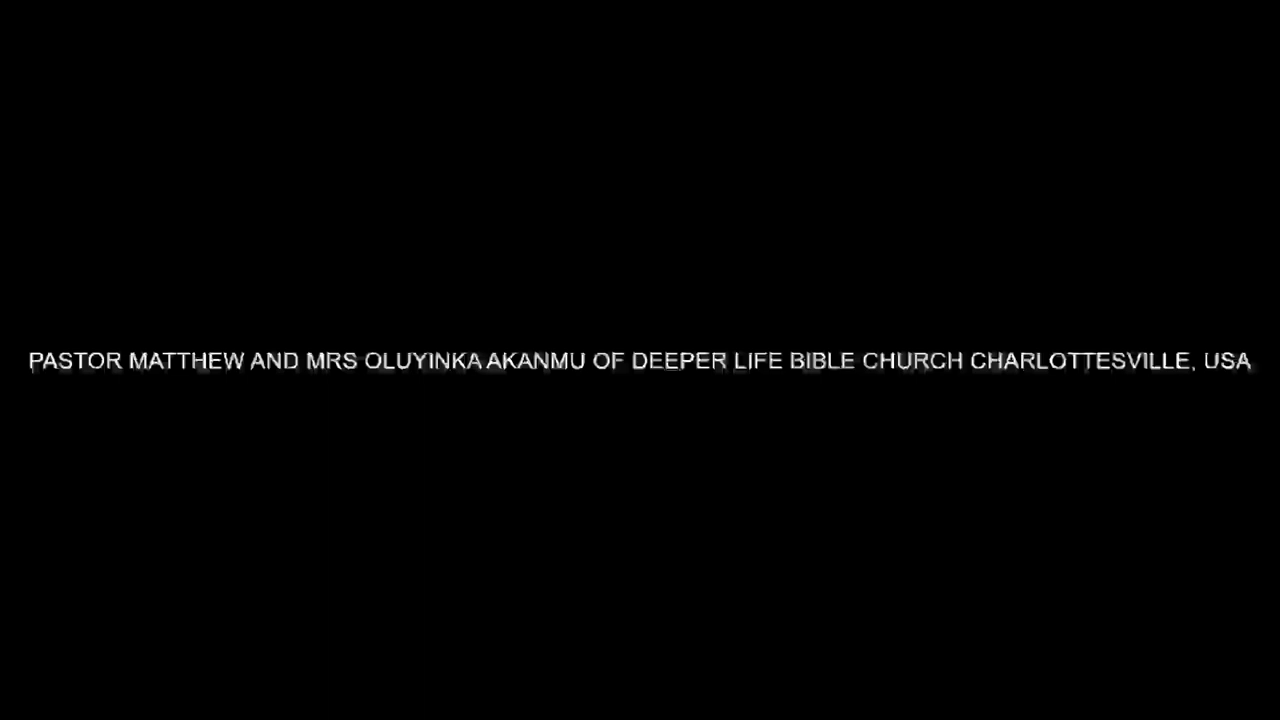 PASTOR MATTHEW AND MRS OLUYINKA AKANMU OF DEEPER LIFE BIBLE CHURCH CHARLOTTESVILLE, USA